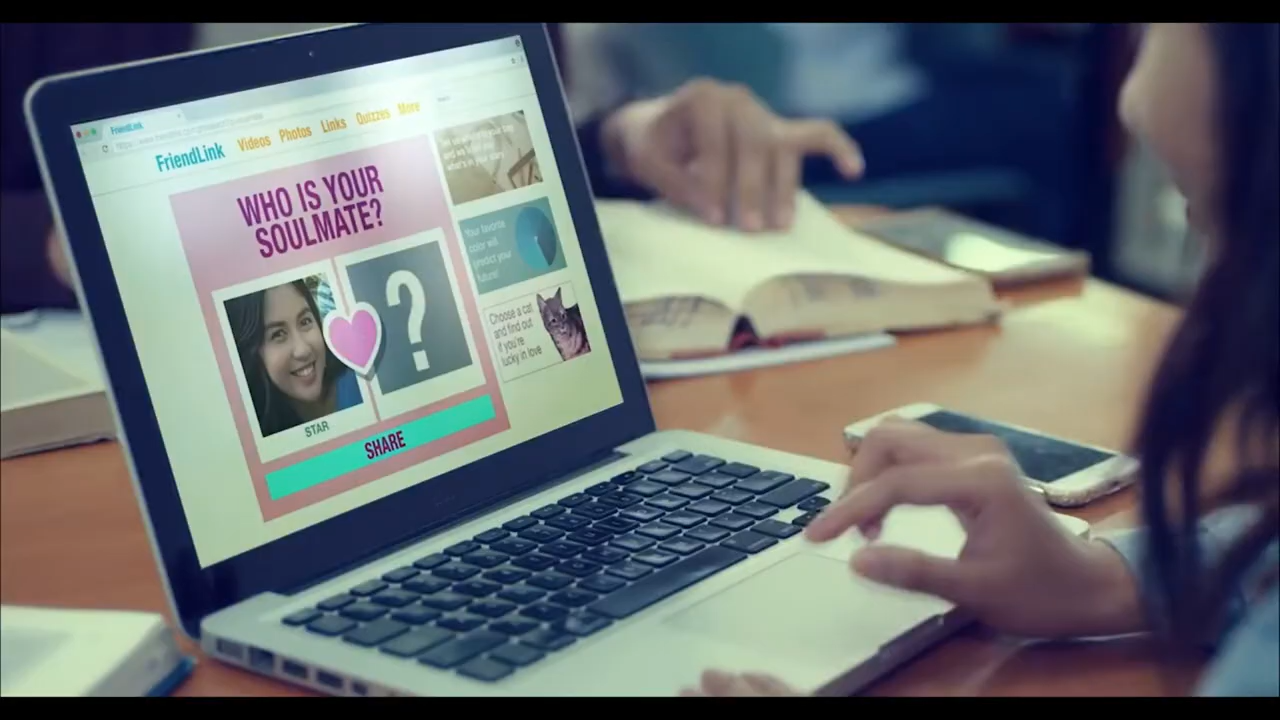 FriendLink
FriendLink Videos Photos Links Quizzes More
WHO IS YOUR
SOULMATE?
STAR
SHARE
Your favorite
color will
predict your
future!
Choose a cat
and find out
if you're
lucky in love